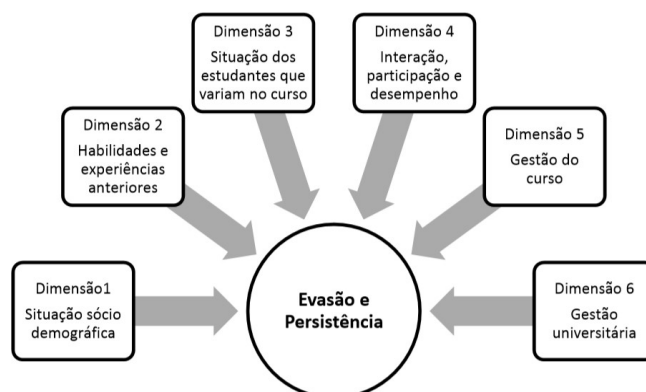 Dimensão1
Situação sócio
demográfica
Dimensão 2
Habilidades e
experiências
anteriores
Dimensão 3
Situação dos
estudantes que
variam no curso
Dimensão 4
Interação,
participação e
desempenho
Dimensão 5
Gestão do
curso
Dimensão 6
Gestão
universitária
Evasão e
Persistência